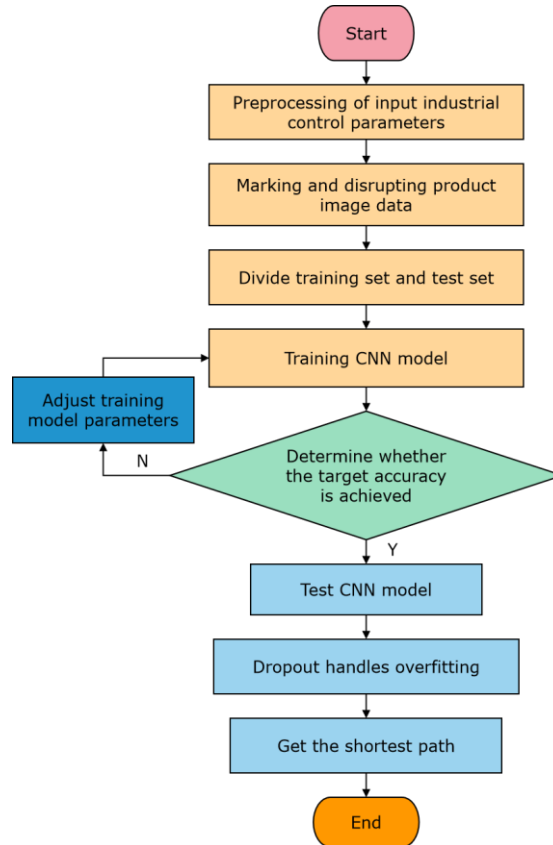 Start
Preprocessing of input industrial
control parameters
Marking and disrupting product
image data
Divide training set and test set
Training CNN model
Adjust training
model parameters
N
Determine whether
the target accuracy
is achieved
Y
Test CNN model
Dropout handles overfitting
Get the shortest path
End